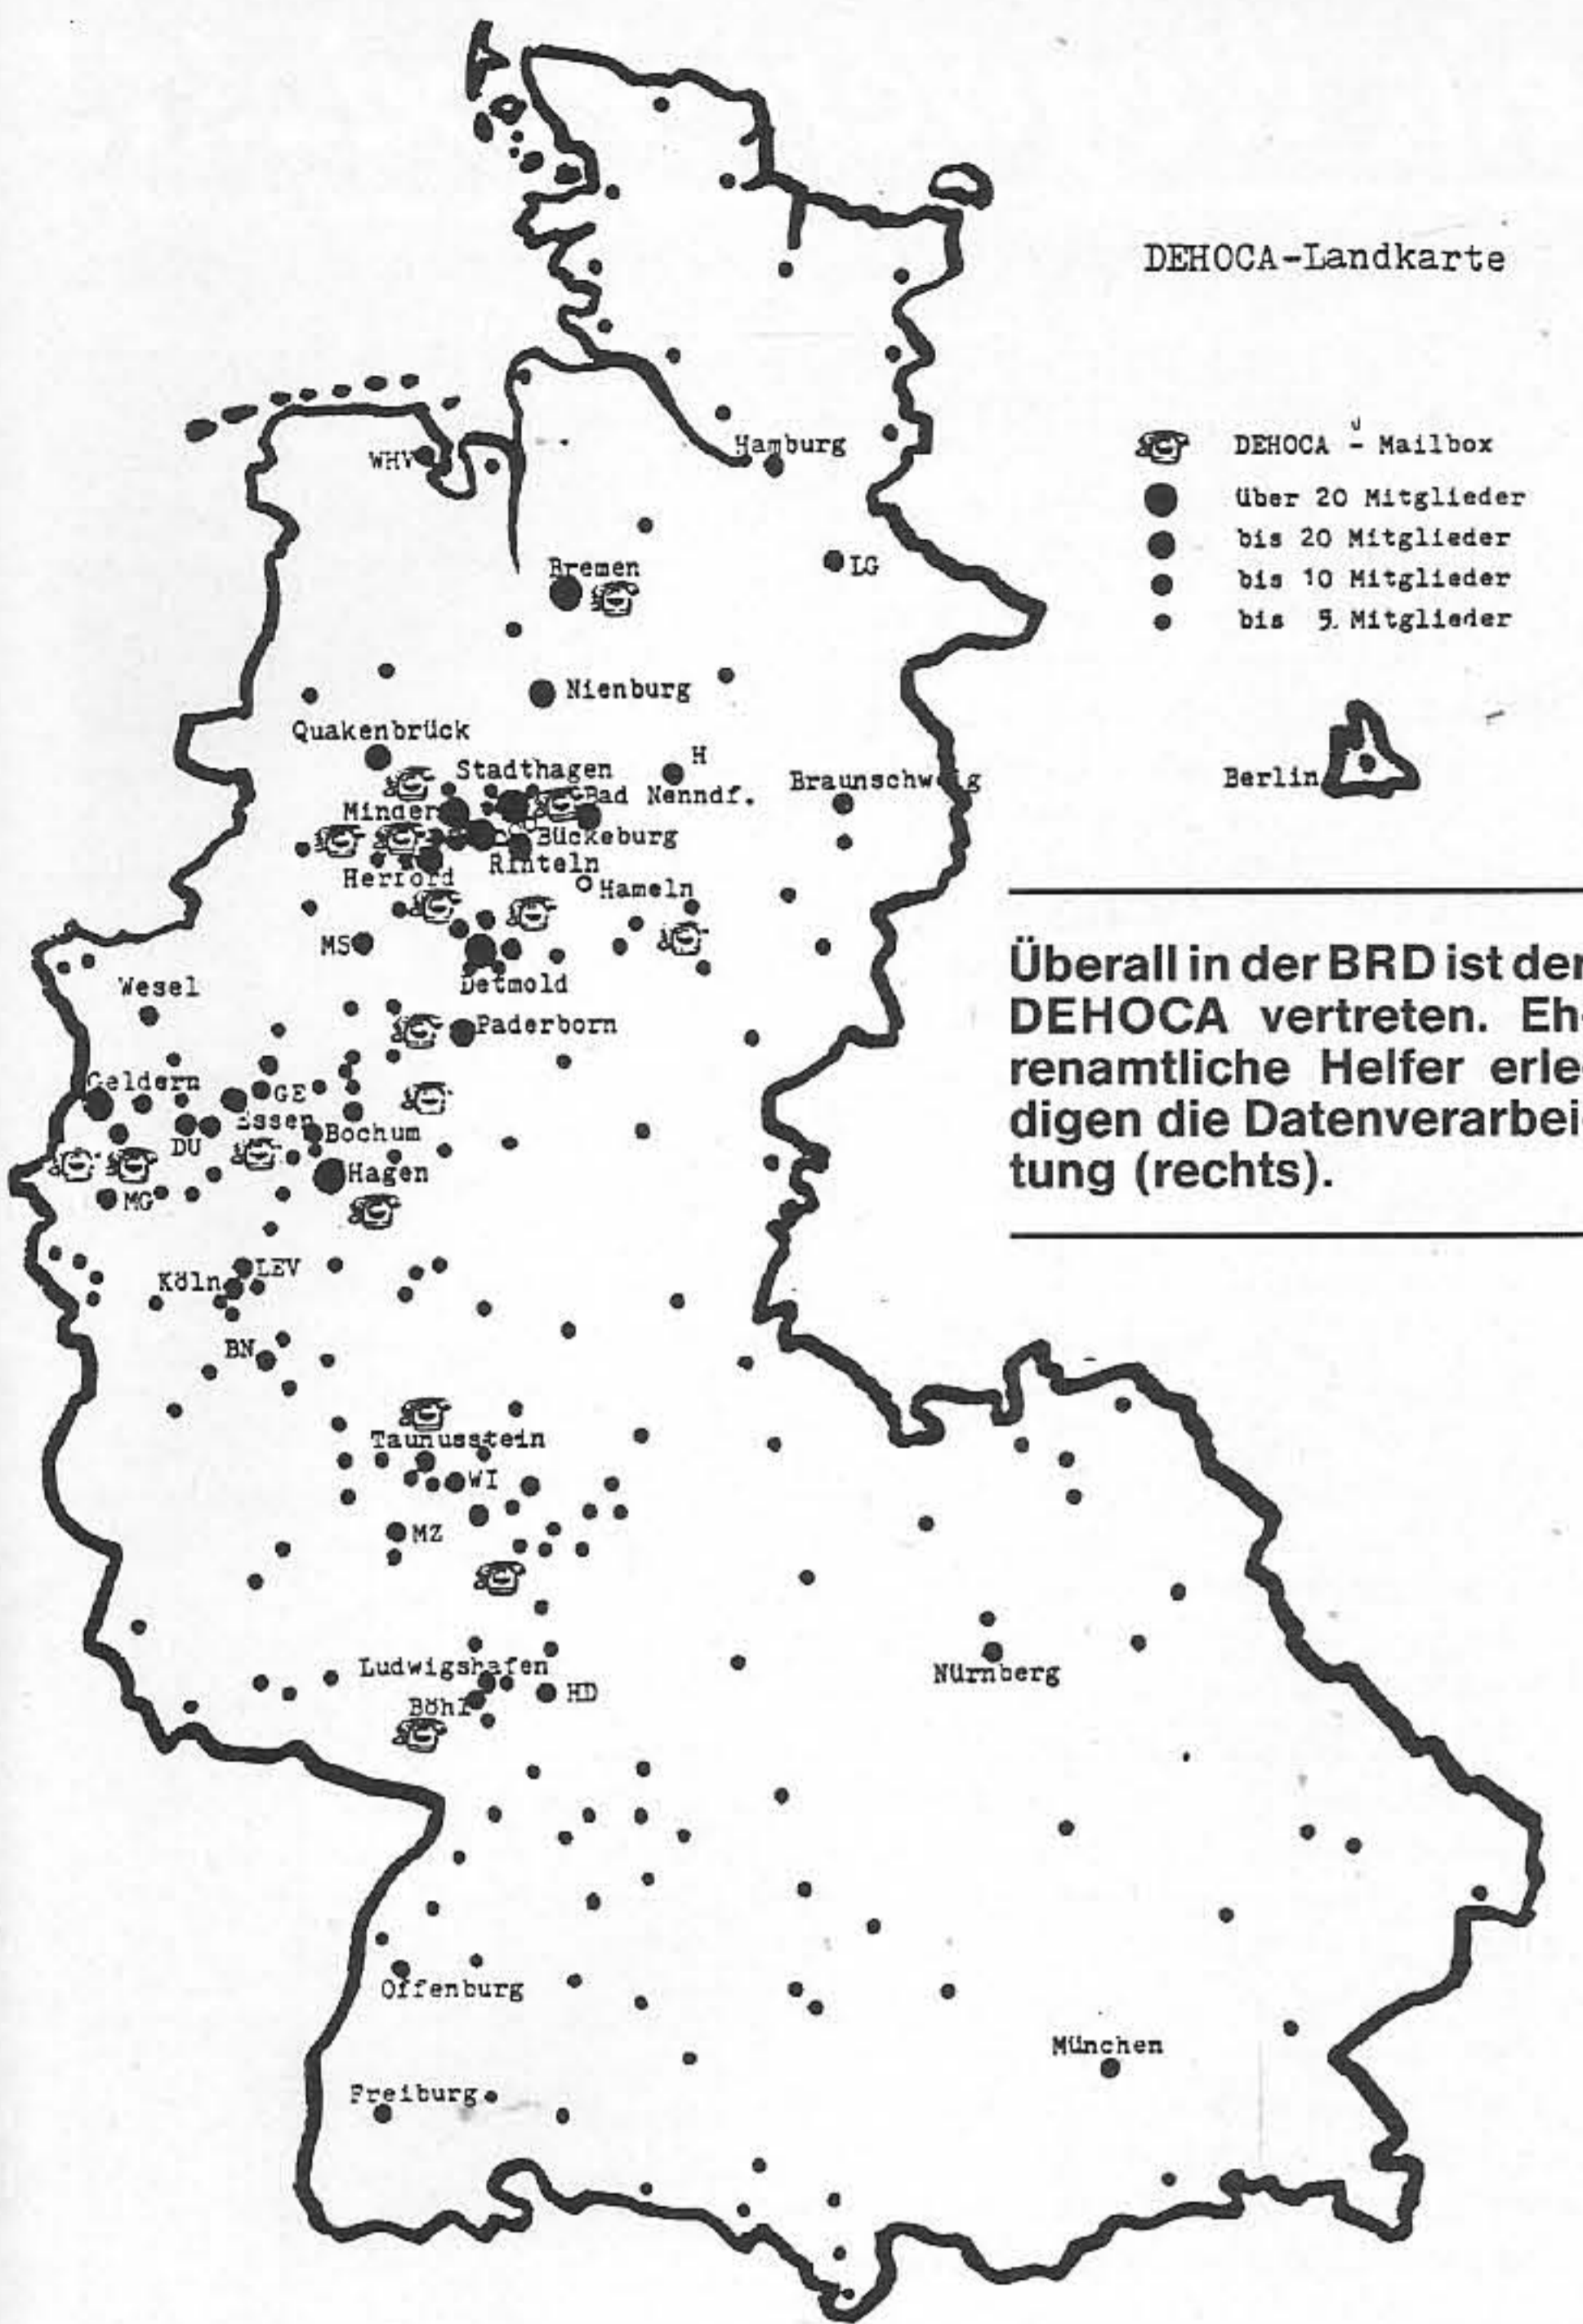 DEHOCA-Landkarte
DEHOCA - Mailbox
über 20 Mitglieder
bis 20 Mitglieder
bis 10 Mitglieder
bis 5. Mitglieder
WHV
Hamburg
Bremen
LG
Nienburg
Quakenbrück
Stadthagen
H
Braunschweig
Berlin
Bad Nenndf.
Minden
Bückeburg
Rinteln
Herford
Hameln
MS
Detmold
Wesel
Paderborn
Geldern
GE
Essen
Bochum
DU
Hagen
MG
LEV
Köln
BN
Taunusstein
WI
MZ
Ludwigshafen
Böhl
HD
Nürnberg
Offenburg
München
Freiburg
Überall in der BRD ist der
DEHOCA vertreten. Eh-
renamtliche Helfer erle-
digen die Datenverarbei-
tung (rechts).